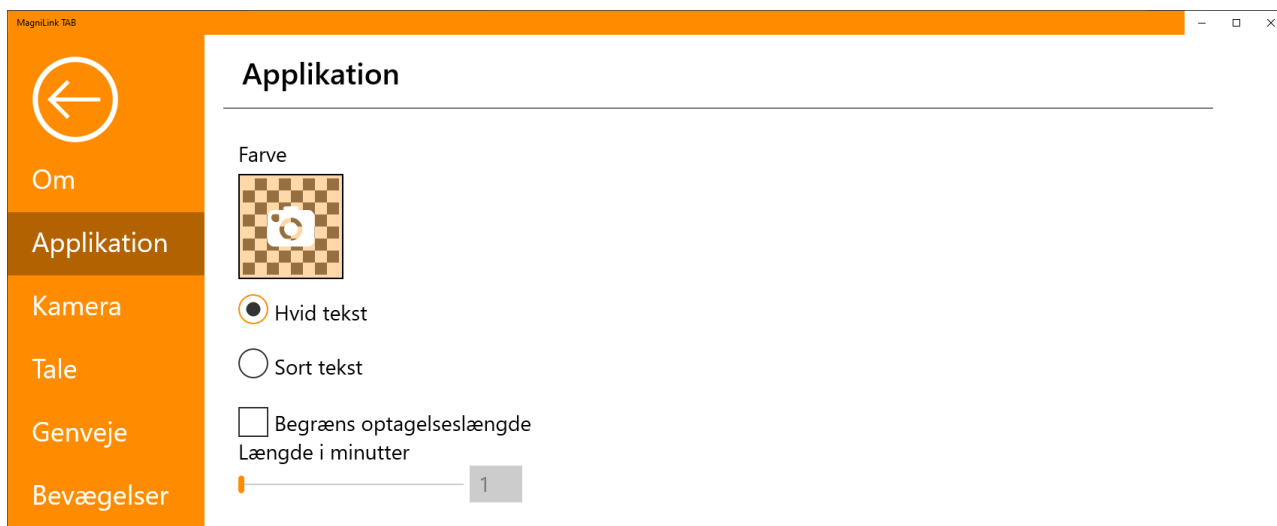 MagniLink TAB
Applikation
Om
Applikation
Kamera
Tale
Genveje
Bevægelser
Farve
Hvid tekst
Sort tekst
Begræns optagelseslængde
Længde i minutter
1